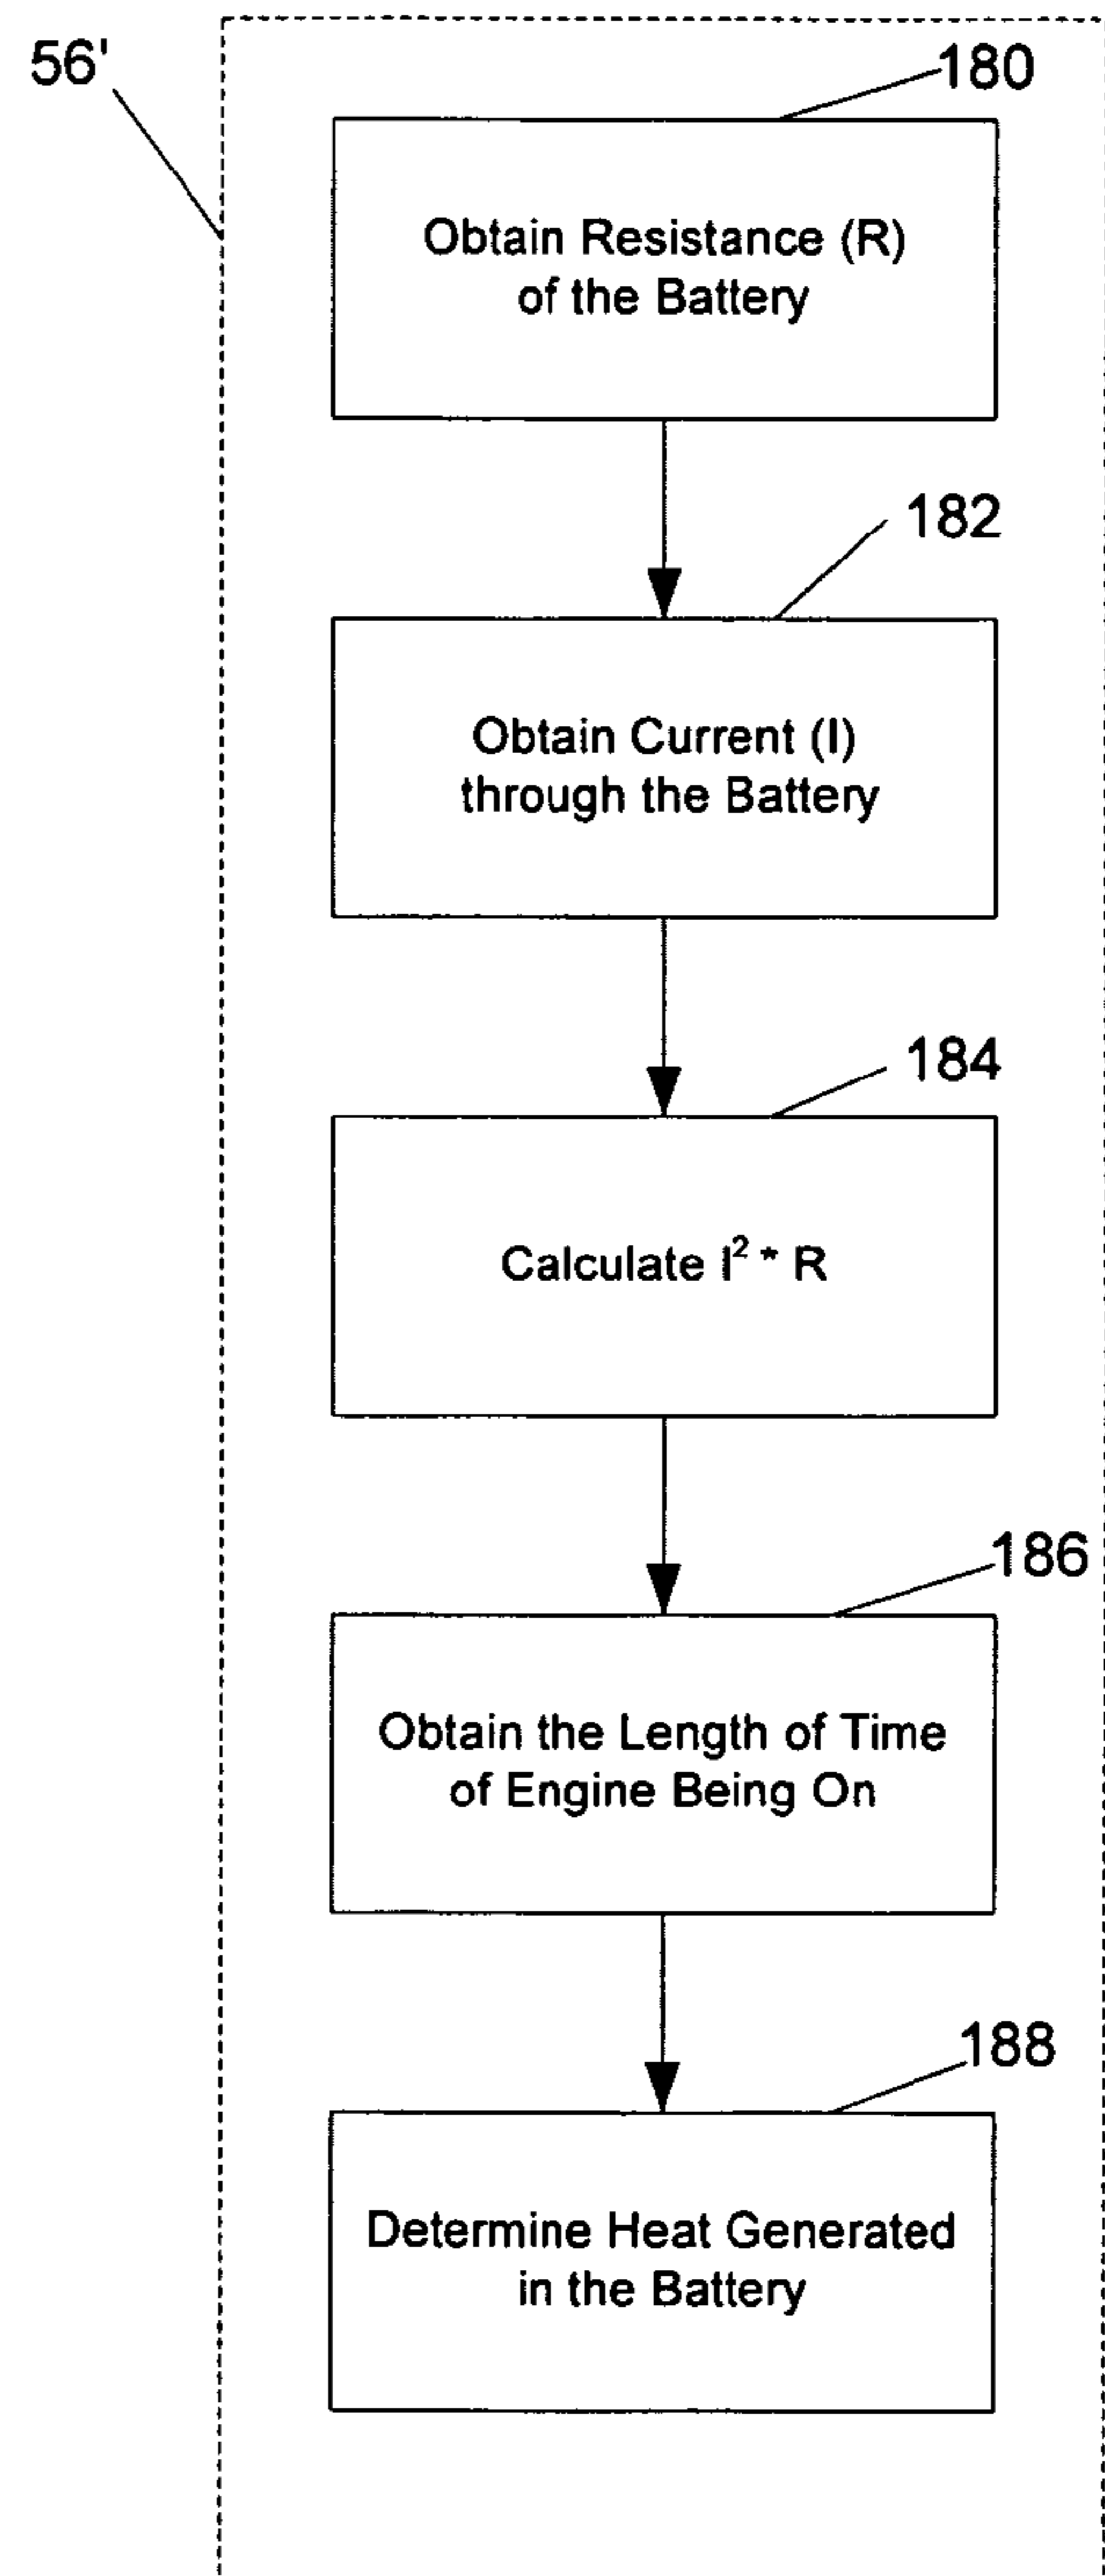 56'
180
Obtain Resistance (R)
of the Battery
182
Obtain Current (I)
through the Battery
184
Calculate I² * R
186
Obtain the Length of Time
of Engine Being On
188
Determine Heat Generated
in the Battery